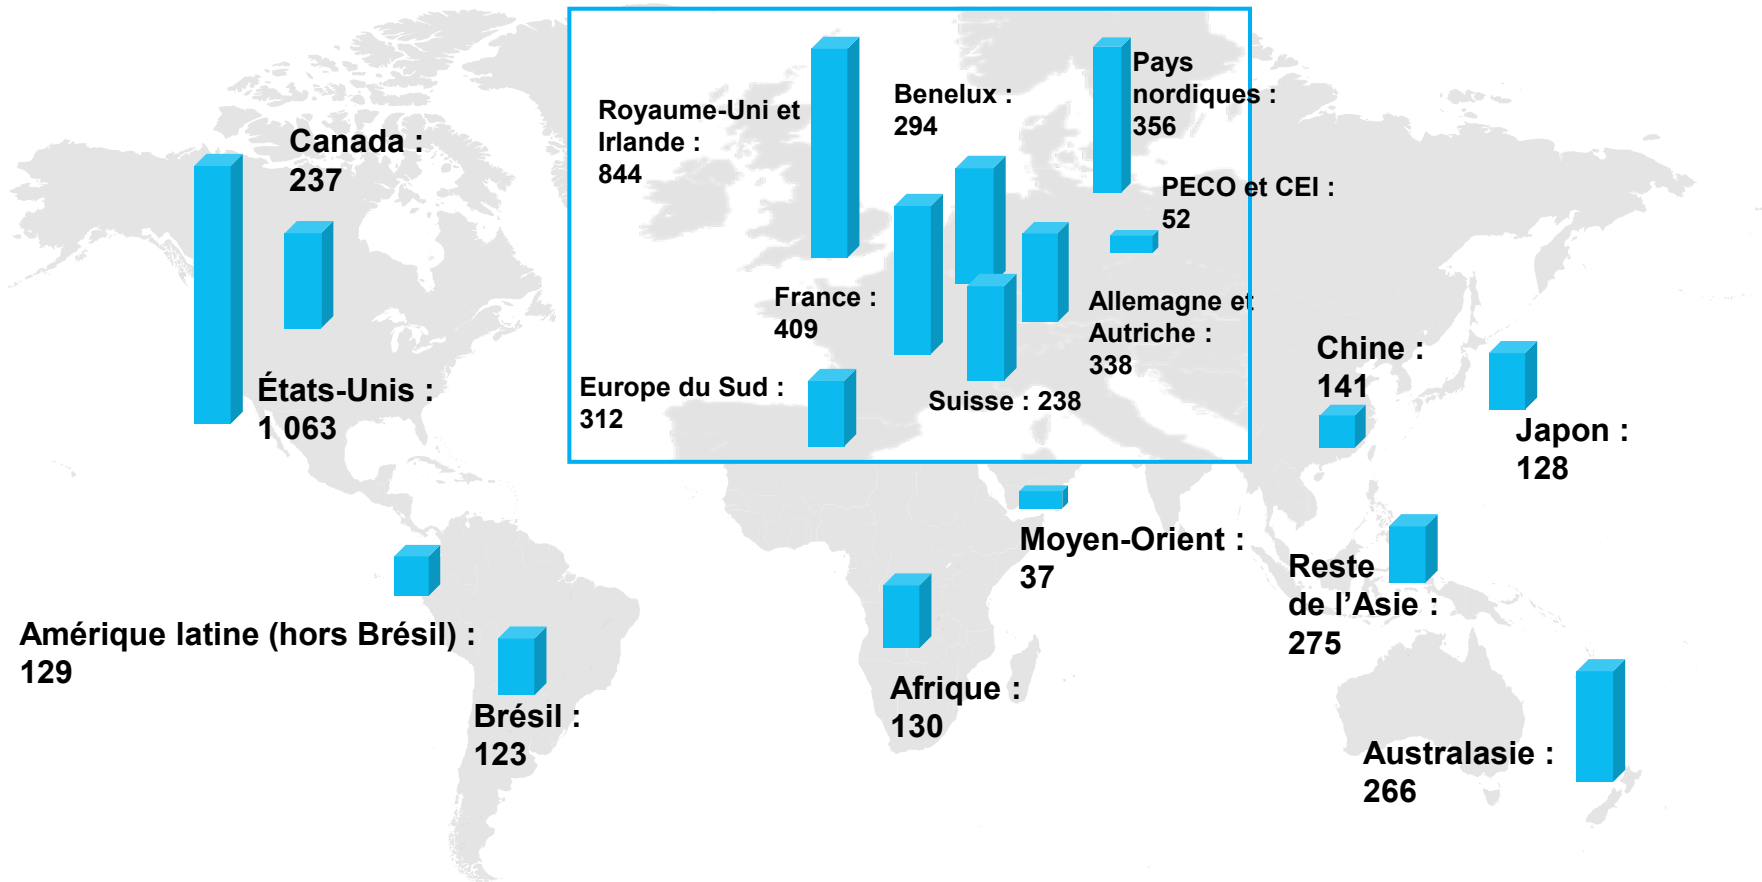 Canada :
237
États-Unis :
1 063
Royaume-Uni et
Irlande :
844
Benelux :
294
Pays
nordiques :
356
PECO et CEI :
52
France :
409
Allemagne et
Autriche :
338
Europe du Sud :
312
Suisse : 238
Chine :
141
Japon :
128
Moyen-Orient :
37
Reste
de l’Asie :
275
Amérique latine (hors Brésil) :
129
Brésil :
123
Afrique :
130
Australasie :
266